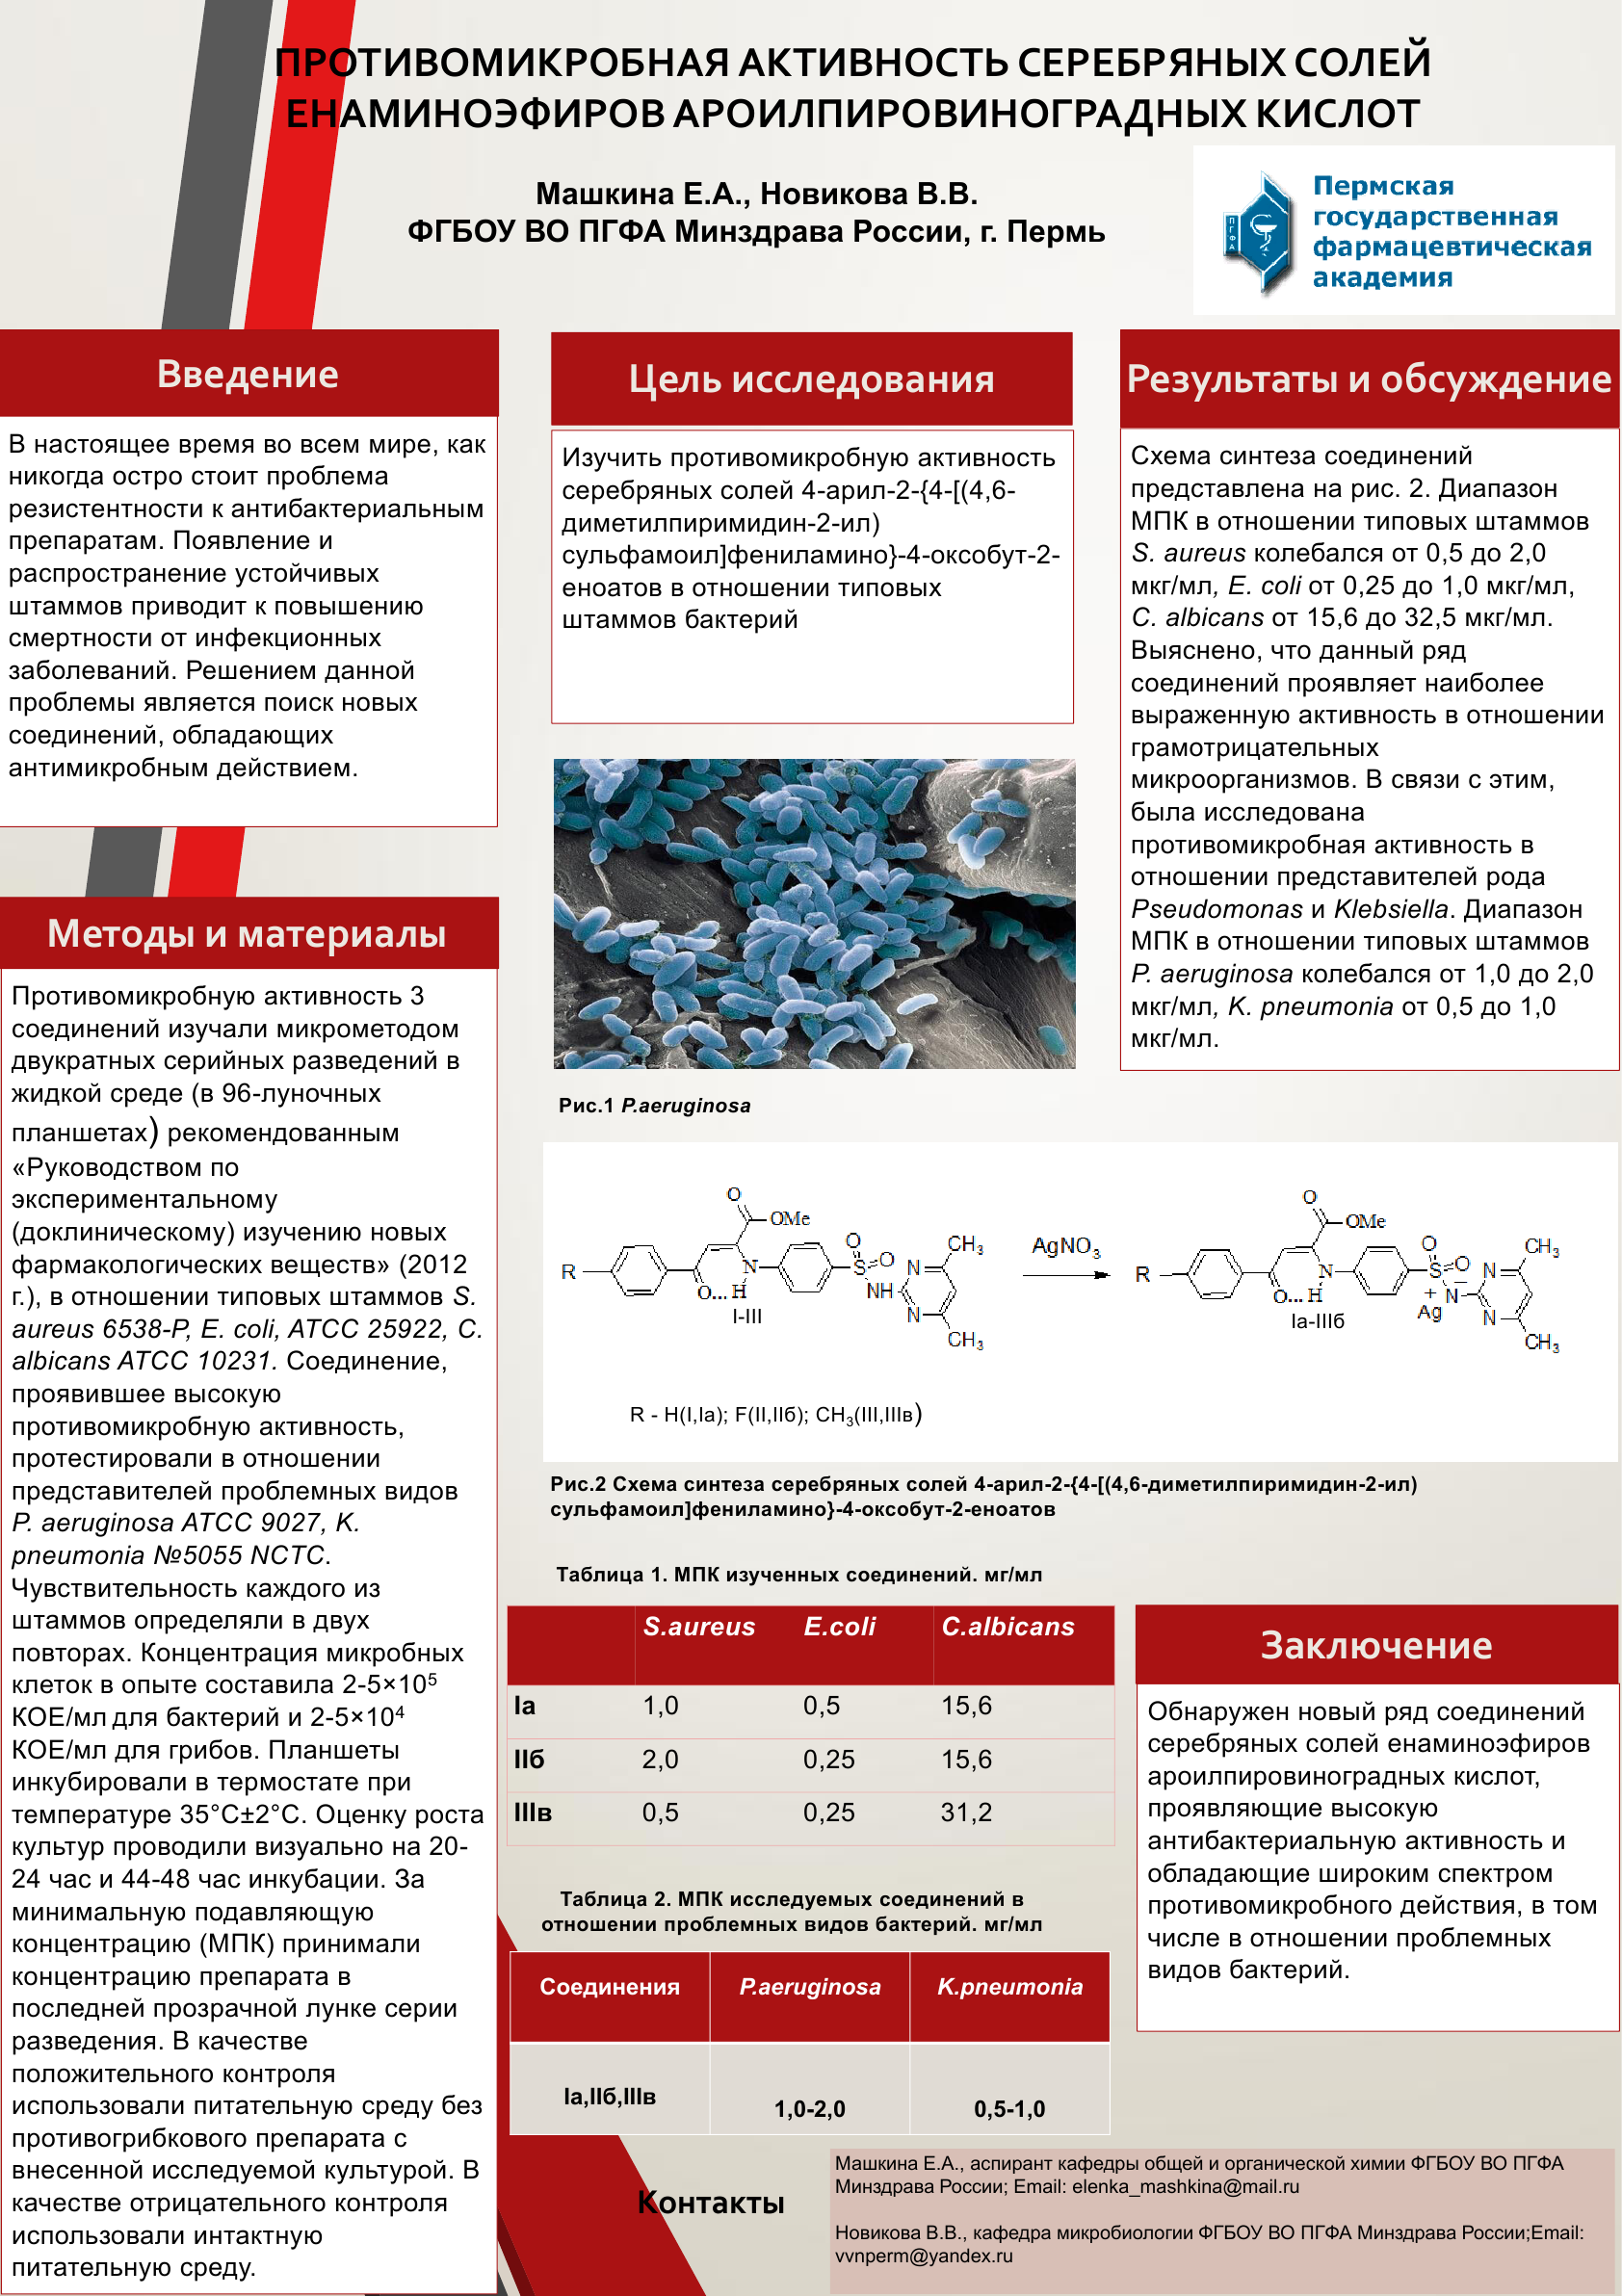 ПРОТИВОМИКРОБНАЯ АКТИВНОСТЬ СЕРЕБРЯНЫХ СОЛЕЙ
ЕНАМИНОЭФИРОВ АРОИЛПИРОВИНОГРАДНЫХ КИСЛОТ
Машкина Е.А., Новикова В.В.
ФГБОУ ВО ПГФА Минздрава России, г. Пермь
ПГФА
Пермская
государственная
фармацевтическая
академия
Введение
В настоящее время во всем мире, как
никогда остро стоит проблема
резистентности к антибактериальным
препаратам. Появление и
распространение устойчивых
штаммов приводит к повышению
смертности от инфекционных
заболеваний. Решением данной
проблемы является поиск новых
соединений, обладающих
антимикробным действием.
Методы и материалы
Противомикробную активность 3
соединений изучали микрометодом
двукратных серийных разведений в
жидкой среде (в 96-луночных
планшетах) рекомендованным
«Руководством по
экспериментальному
(доклиническому) изучению новых
фармакологических веществ» (2012
г.), в отношении типовых штаммов S.
aureus 6538-P, E. coli, ATCC 25922, C.
albicans ATCC 10231. Соединение,
проявившее высокую
противомикробную активность,
протестировали в отношении
представителей проблемных видов
P. aeruginosa ATCC 9027, K.
pneumonia №5055 NCTC.
Чувствительность каждого из
штаммов определяли в двух
повторах. Концентрация микробных
клеток в опыте составила 2-5×10⁵
КОЕ/мл для бактерий и 2-5×10⁴
КОЕ/мл для грибов. Планшеты
инкубировали в термостате при
температуре 35°С±2°С. Оценку роста
культур проводили визуально на 20-
24 час и 44-48 час инкубации. За
минимальную подавляющую
концентрацию (МПК) принимали
концентрацию препарата в
последней прозрачной лунке серии
разведения. В качестве
положительного контроля
использовали питательную среду без
противогрибкового препарата с
внесенной исследуемой культурой. В
качестве отрицательного контроля
использовали интактную
питательную среду.
Цель исследования
Изучить противомикробную активность
серебряных солей 4-арил-2-{4-[(4,6-
диметилпиримидин-2-ил)
сульфамоил]фениламино}-4-оксобут-2-
еноатов в отношении типовых
штаммов бактерий
Рис.1 P.aeruginosa
Результаты и обсуждение
Схема синтеза соединений
представлена на рис. 2. Диапазон
МПК в отношении типовых штаммов
S. aureus колебался от 0,5 до 2,0
мкг/мл, E. coli от 0,25 до 1,0 мкг/мл,
C. albicans от 15,6 до 32,5 мкг/мл.
Выяснено, что данный ряд
соединений проявляет наиболее
выраженную активность в отношении
грамотрицательных
микроорганизмов. В связи с этим,
была исследована
противомикробная активность в
отношении представителей рода
Pseudomonas и Klebsiella. Диапазон
МПК в отношении типовых штаммов
P. aeruginosa колебался от 1,0 до 2,0
мкг/мл, K. pneumonia от 0,5 до 1,0
мкг/мл.
O OMe R O... H N O S=O NH N N CH₃ CH₃
I-III
AgNO₃
O OMe R O... H N O S=O – N + Ag N N CH₃ CH₃
Iа-IIIб
R - H(I,Iа); F(II,IIб); CH₃(III,IIIв)
Рис.2 Схема синтеза серебряных солей 4-арил-2-{4-[(4,6-диметилпиримидин-2-ил)
сульфамоил]фениламино}-4-оксобут-2-еноатов
Таблица 1. МПК изученных соединений. мг/мл
S.aureus E.coli C.albicans
Iа 1,0 0,5 15,6
IIб 2,0 0,25 15,6
IIIв 0,5 0,25 31,2
Таблица 2. МПК исследуемых соединений в
отношении проблемных видов бактерий. мг/мл
Соединения P.aeruginosa K.pneumonia
Iа,IIб,IIIв 1,0-2,0 0,5-1,0
Заключение
Обнаружен новый ряд соединений
серебряных солей енаминоэфиров
ароилпировиноградных кислот,
проявляющие высокую
антибактериальную активность и
обладающие широким спектром
противомикробного действия, в том
числе в отношении проблемных
видов бактерий.
Контакты
Машкина Е.А., аспирант кафедры общей и органической химии ФГБОУ ВО ПГФА
Минздрава России; Email: elenka_mashkina@mail.ru
Новикова В.В., кафедра микробиологии ФГБОУ ВО ПГФА Минздрава России;Email:
vvnperm@yandex.ru